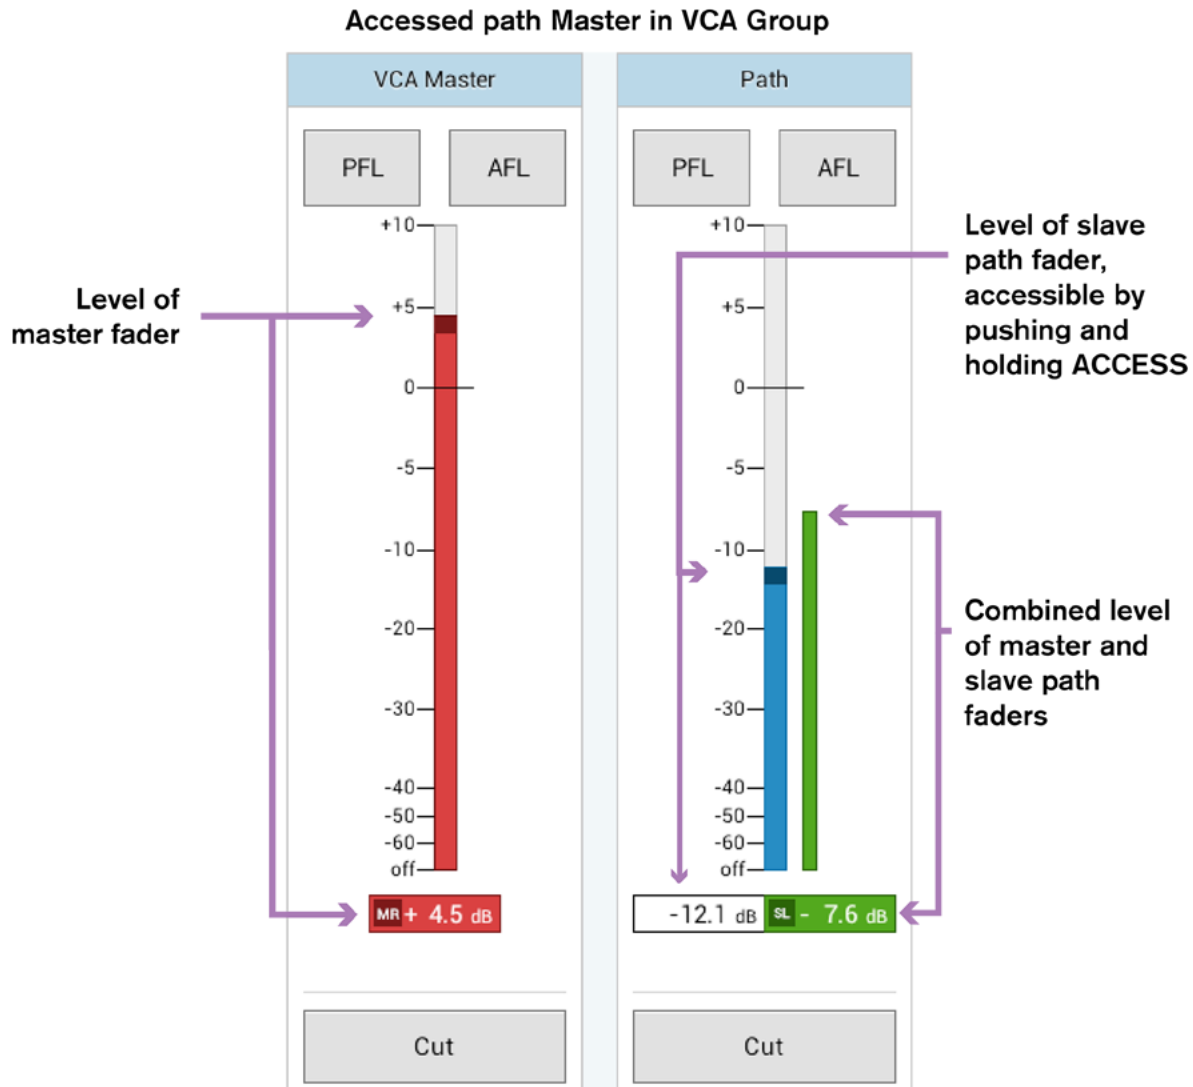 Accessed path Master in VCA Group
VCA Master
PFL
AFL
+10
+5
0
-5
-10
-20
-30
-40
-50
-60
off
MR + 4.5 dB
Cut
Path
PFL
AFL
+10
+5
0
-5
-10
-20
-30
-40
-50
-60
off
-12.1 dB
SL - 7.6 dB
Cut
Level of
master fader
Level of slave
path fader,
accessible by
pushing and
holding ACCESS
Combined level
of master and
slave path
faders